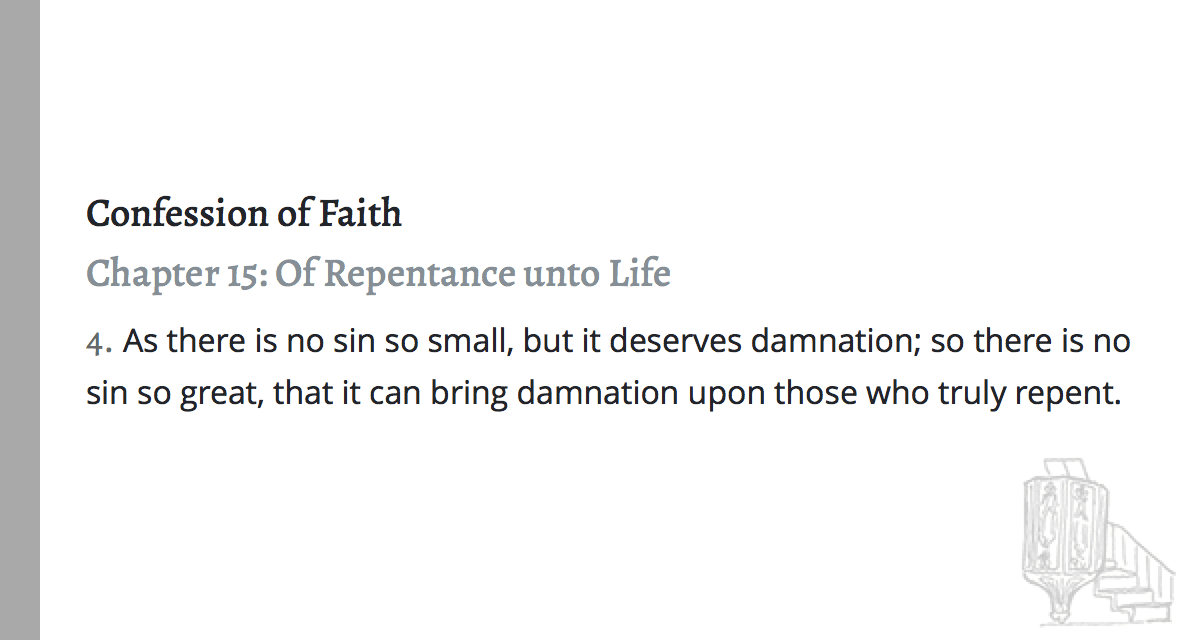 Confession of Faith
Chapter 15: Of Repentance unto Life
4. As there is no sin so small, but it deserves damnation; so there is no
sin so great, that it can bring damnation upon those who truly repent.